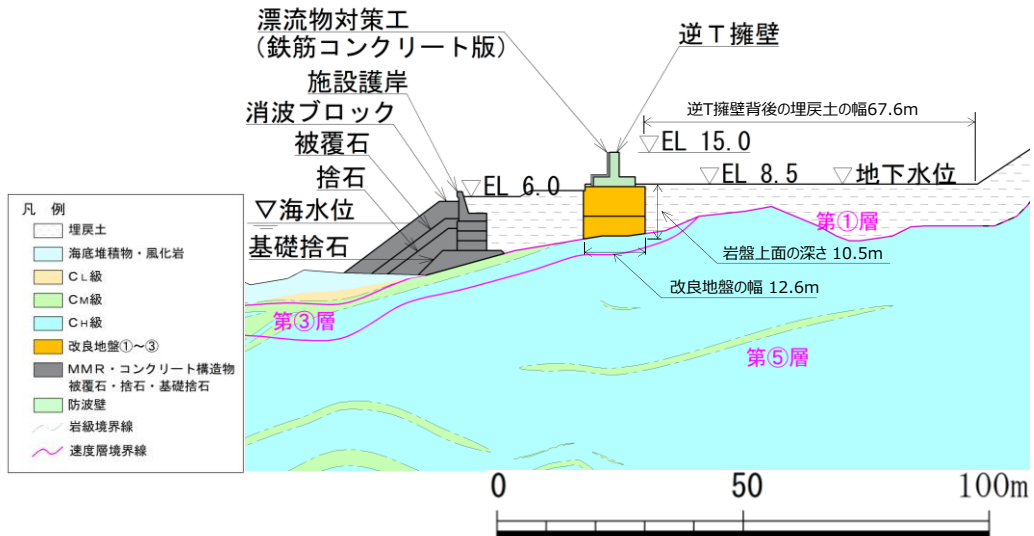 漂流物対策工
（鉄筋コンクリート版）
逆Ｔ擁壁
施設護岸
消波ブロック
被覆石
捨石
▽海水位
基礎捨石
逆T擁壁背後の埋戻土の幅67.6m
▽EL 15.0
▽EL 6.0
▽EL 8.5
▽地下水位
第①層
岩盤上面の深さ 10.5m
改良地盤の幅 12.6m
第③層
第⑤層
凡 例
埋戻土
海底堆積物・風化岩
CL級
CM級
CH級
改良地盤①～③
MMR・コンクリート構造物
被覆石・捨石・基礎捨石
防波壁
岩級境界線
速度層境界線
0 50 100m